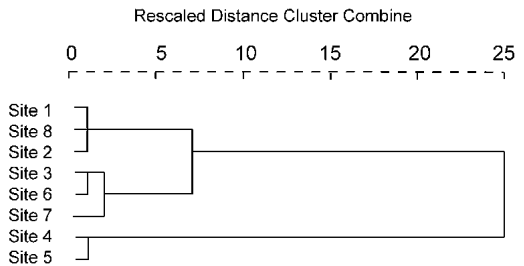 Rescaled Distance Cluster Combine
0 5 10 15 20 25
Site 1
Site 8
Site 2
Site 3
Site 6
Site 7
Site 4
Site 5